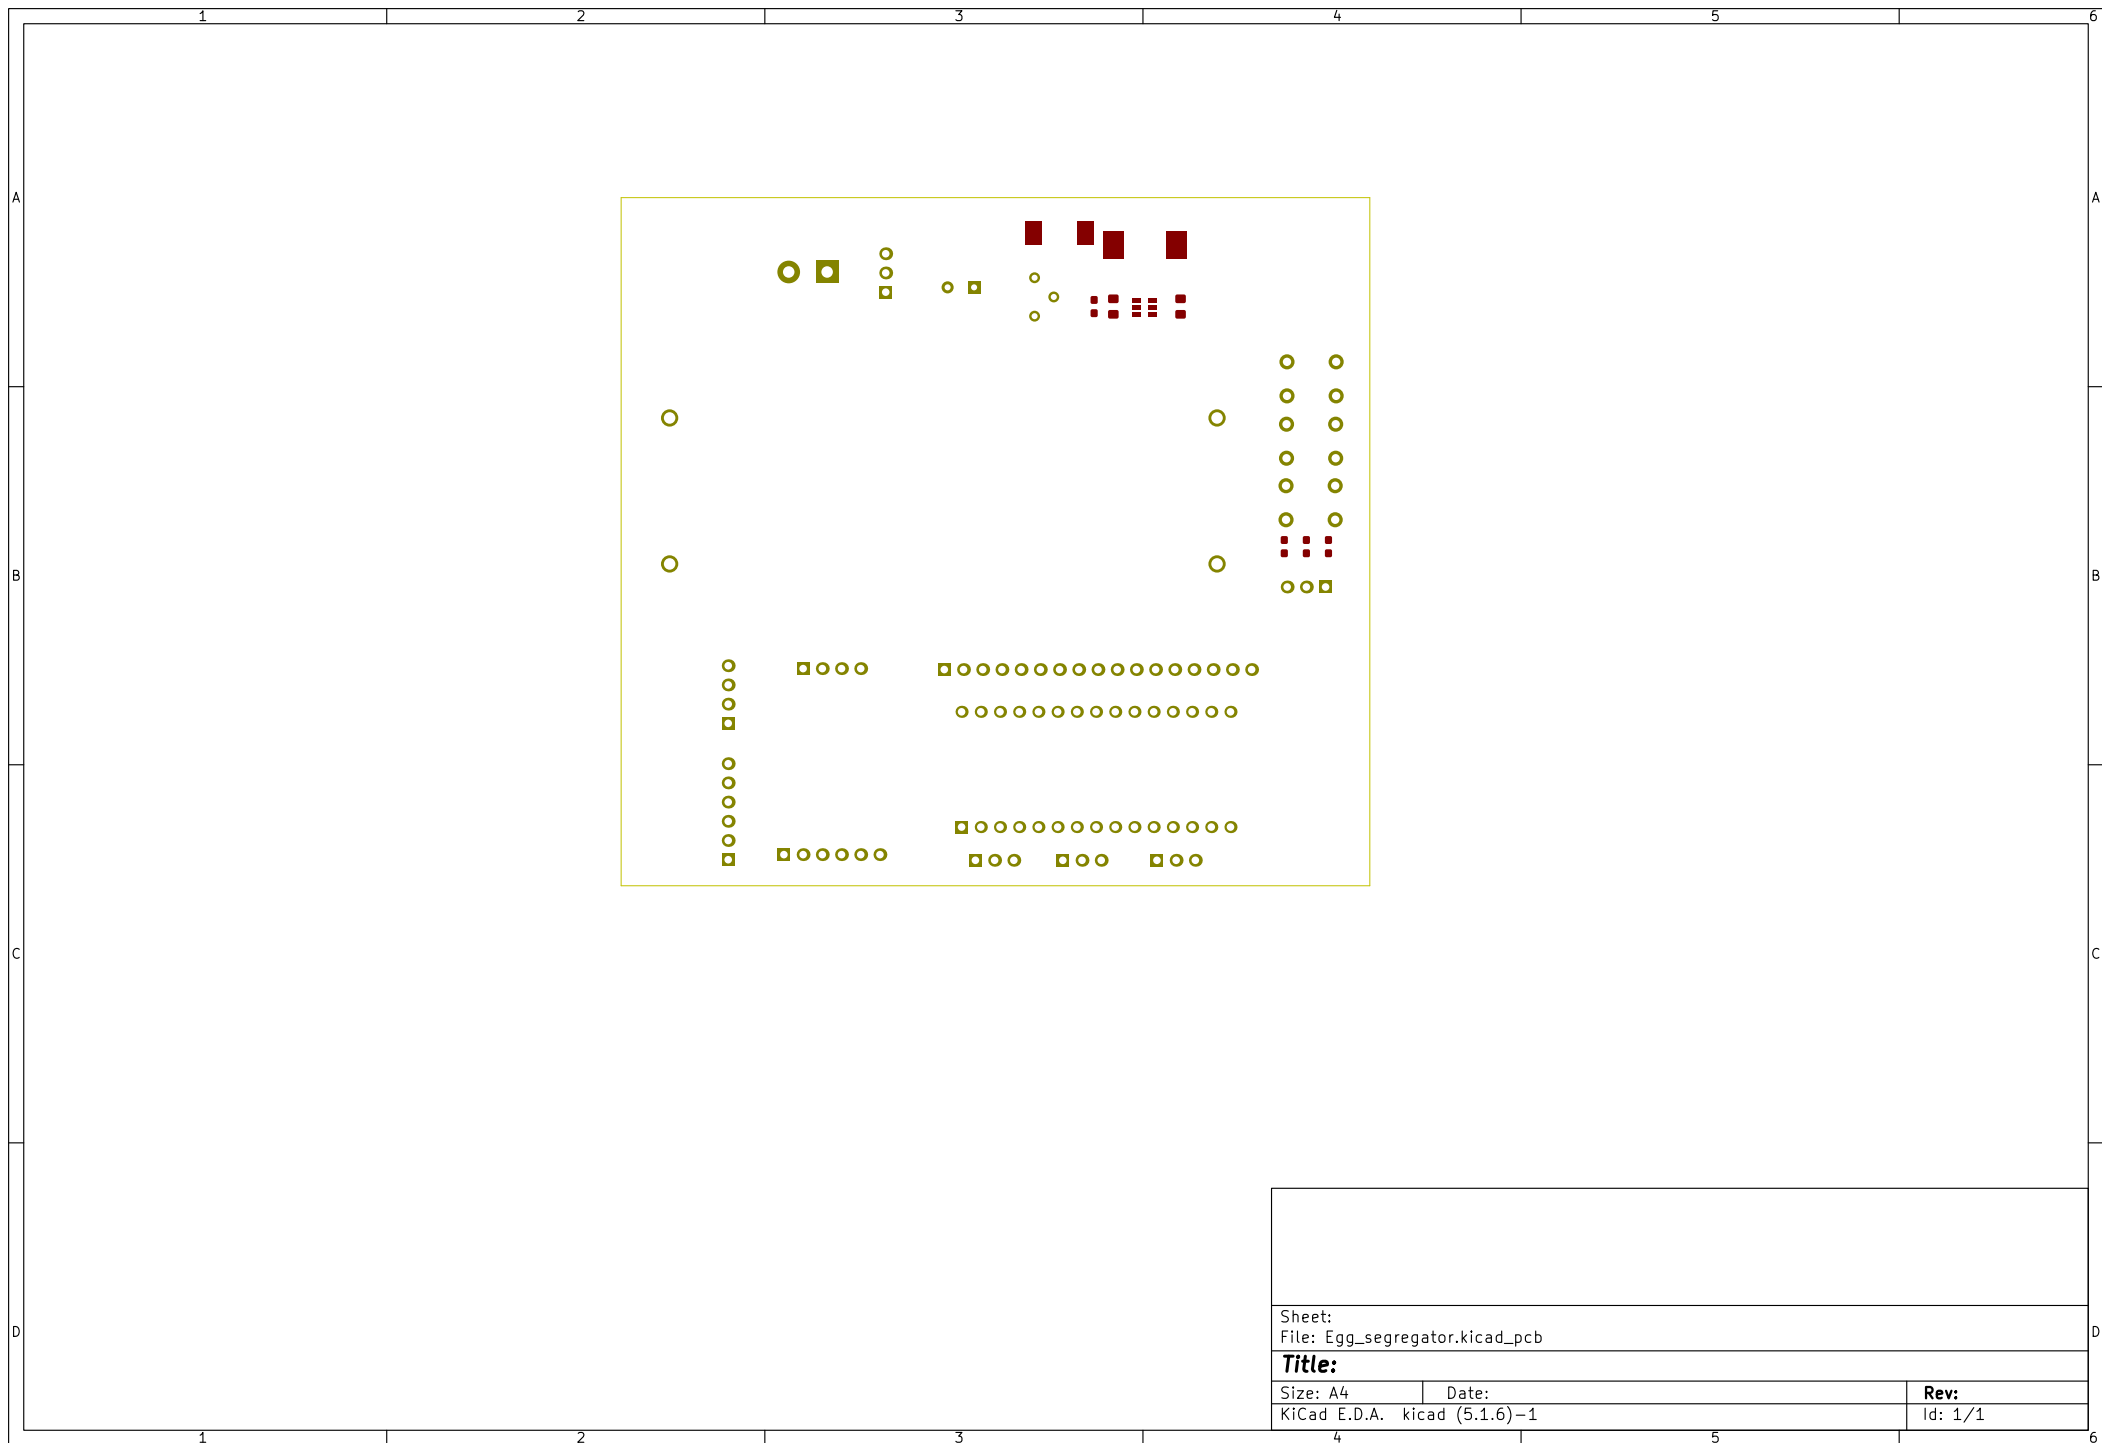 1 2 3 4 5 6
A A
B B
C C
D D
Sheet:
File: Egg_segregator.kicad_pcb
Title:
Size: A4 Date: Rev:
KiCad E.D.A. kicad (5.1.6)-1 Id: 1/1
1 2 3 4 5 6